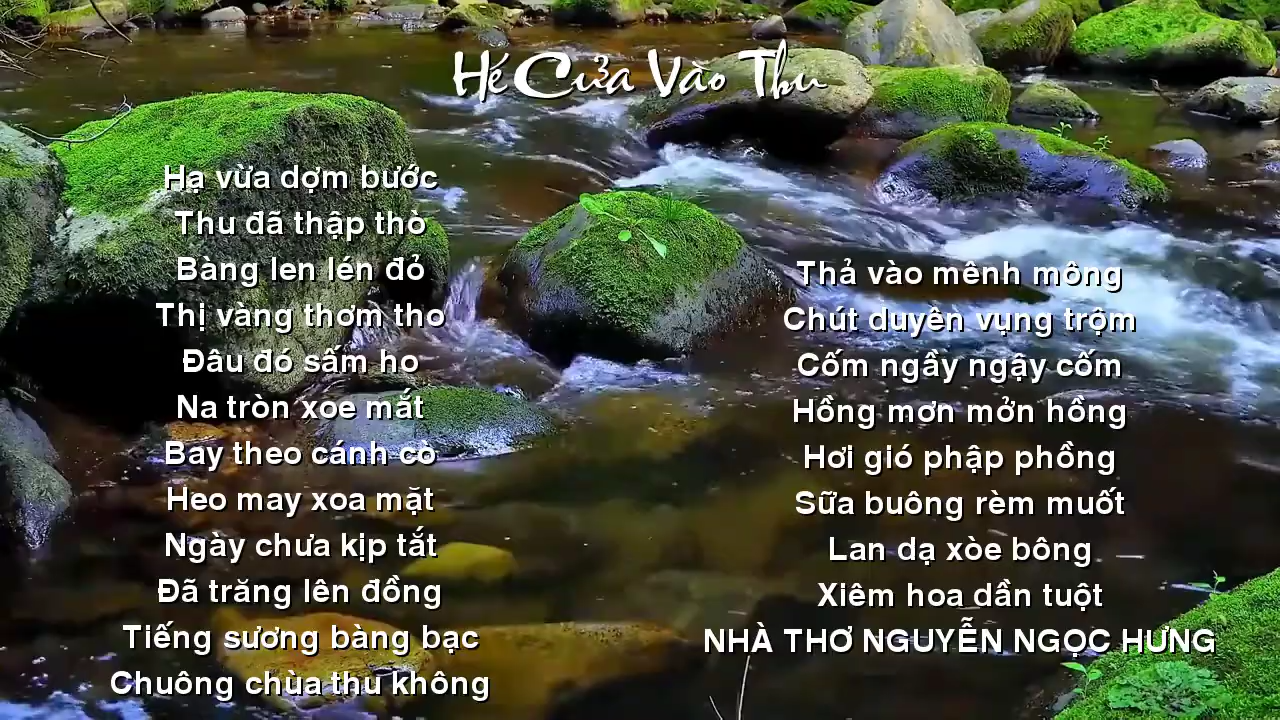 Hé Cửa Vào Thu
Hạ vừa dợm bước
Thu đã thập thò
Bàng len lén đỏ
Thị vàng thơm tho
Đâu đó sấm ho
Na tròn xoe mắt
Bay theo cánh cò
Heo may xoa mặt
Ngày chưa kịp tắt
Đã trăng lên đồng
Tiếng sương bàng bạc
Chuông chùa thu không
Thả vào mênh mông
Chút duyên vụng trộm
Cốm ngầy ngậy cốm
Hồng mơn mởn hồng
Hơi gió phập phồng
Sữa buông rèm muốt
Lan dạ xòe bông
Xiêm hoa dần tuột
NHÀ THƠ NGUYỄN NGỌC HƯNG